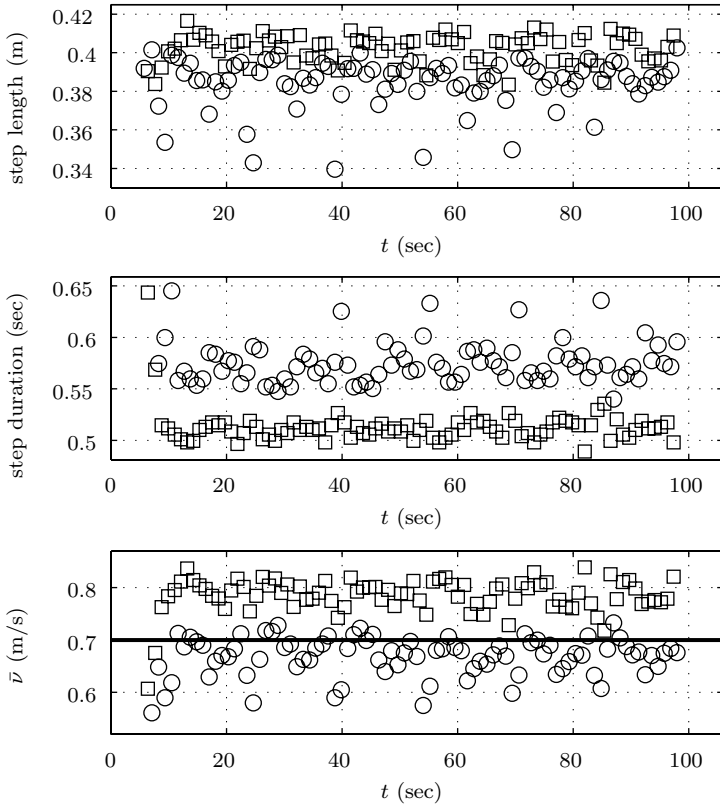 step length (m)
0.42
0.4
0.38
0.36
0.34
0 20 40 60 80 100
t (sec)
step duration (sec)
0.65
0.6
0.55
0.5
0 20 40 60 80 100
t (sec)
ν̄ (m/s)
0.8
0.7
0.6
0 20 40 60 80 100
t (sec)